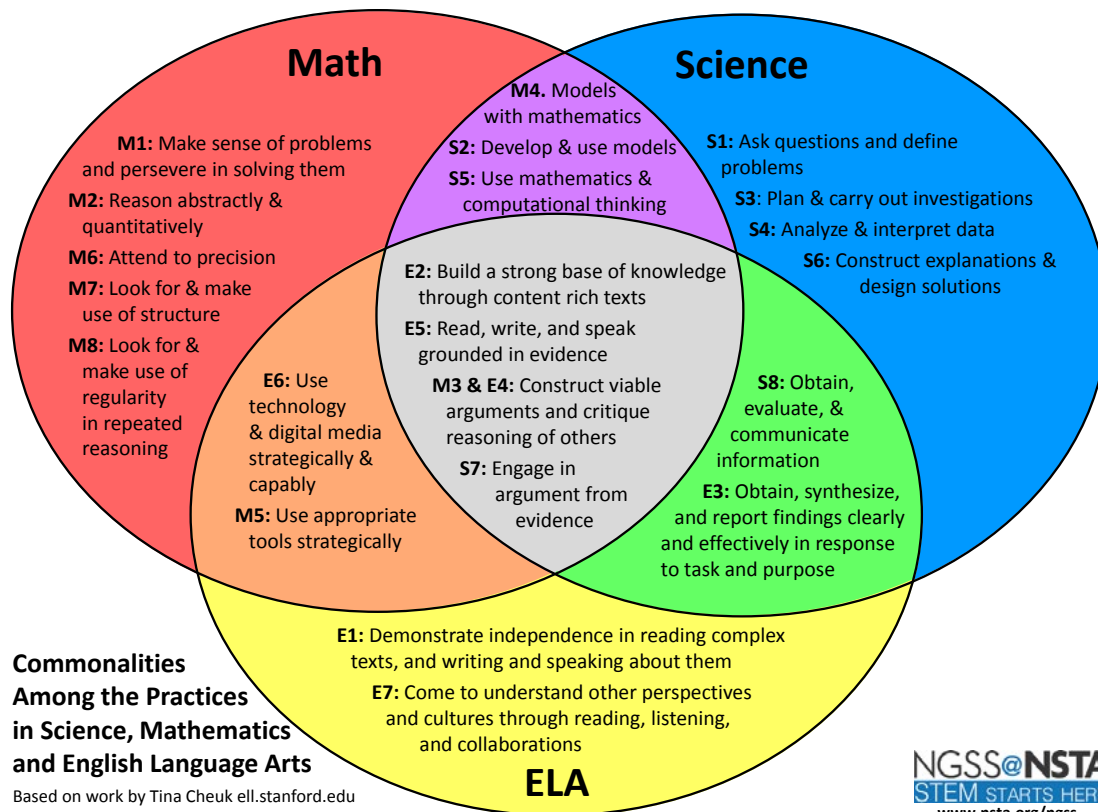 Math
Science
M1: Make sense of problems
and persevere in solving them
M2: Reason abstractly &
quantitatively
M6: Attend to precision
M7: Look for & make
use of structure
M8: Look for &
make use of
regularity
in repeated
reasoning
M4. Models
with mathematics
S2: Develop & use models
S5: Use mathematics &
computational thinking
S1: Ask questions and define
problems
S3: Plan & carry out investigations
S4: Analyze & interpret data
S6: Construct explanations &
design solutions
E2: Build a strong base of knowledge
through content rich texts
E5: Read, write, and speak
grounded in evidence
M3 & E4: Construct viable
arguments and critique
reasoning of others
S7: Engage in
argument from
evidence
E6: Use
technology
& digital media
strategically &
capably
M5: Use appropriate
tools strategically
S8: Obtain,
evaluate, &
communicate
information
E3: Obtain, synthesize,
and report findings clearly
and effectively in response
to task and purpose
E1: Demonstrate independence in reading complex
texts, and writing and speaking about them
E7: Come to understand other perspectives
and cultures through reading, listening,
and collaborations
ELA
Commonalities
Among the Practices
in Science, Mathematics
and English Language Arts
Based on work by Tina Cheuk ell.stanford.edu
NGSS@NSTA
STEM STARTS HER
www.nsta.org/ngss